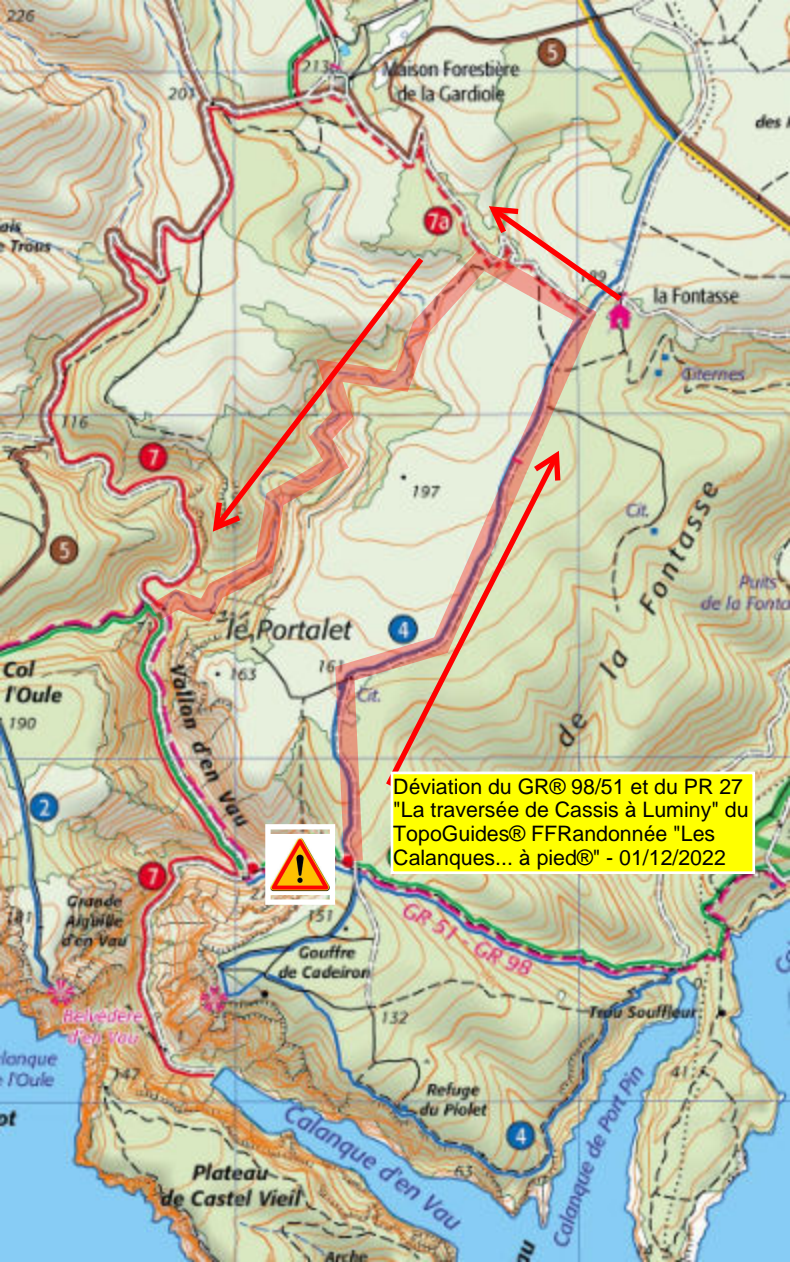 226
5
213
Maison Forestière
de la Gardiole
201
des
7a
Trous
189
la Fontasse
Citernes
116
7
197
5
Cit.
Puits
de la
de la Fontasse
le Portalet
4
Col
l'Oule
163
161
Cit.
190
Vallon d'en Vau
2
Déviation du GR® 98/51 et du PR 27
"La traversée de Cassis à Luminy" du
TopoGuides® FFRandonnée "Les
Calanques... à pied®" - 01/12/2022
7
!
Grande
Aiguille
d'en Vau
181
151
GR 51 - GR 98
Gouffre
de Cadeiron
Belvédère
d'en Vau
132
Trou Souffleur
l'Oule
147
41
Refuge
du Piolet
4
Calanque d'en Vau
63
Calanque de Port Pin
Plateau
de Castel Vieil
Arche